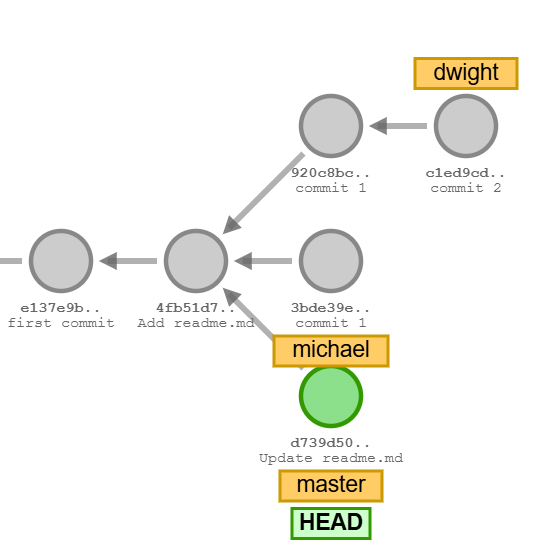 dwight
920c8bc..
commit 1
c1ed9cd..
commit 2
e137e9b..
first commit
4fb51d7..
Add readme.md
3bde39e..
commit 1
michael
d739d50..
Update readme.md
master
HEAD